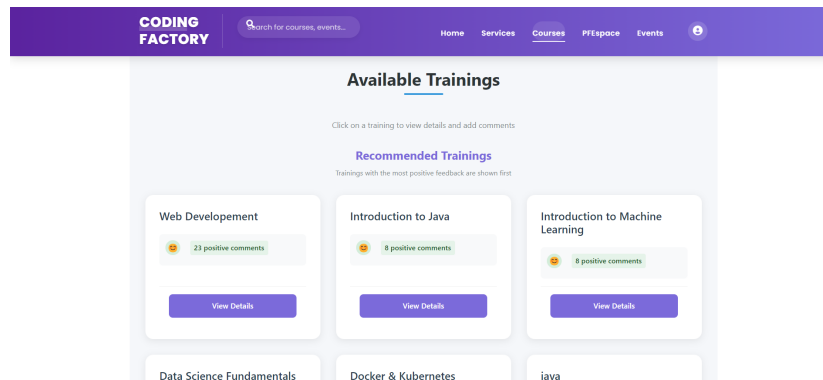 CODING
FACTORY
Search for courses, events...
Home Services Courses PFEspace Events
Available Trainings
Click on a training to view details and add comments
Recommended Trainings
Trainings with the most positive feedback are shown first
Web Developement
23 positive comments
View Details
Introduction to Java
8 positive comments
View Details
Introduction to Machine
Learning
8 positive comments
View Details
Data Science Fundamentals
Docker & Kubernetes
java